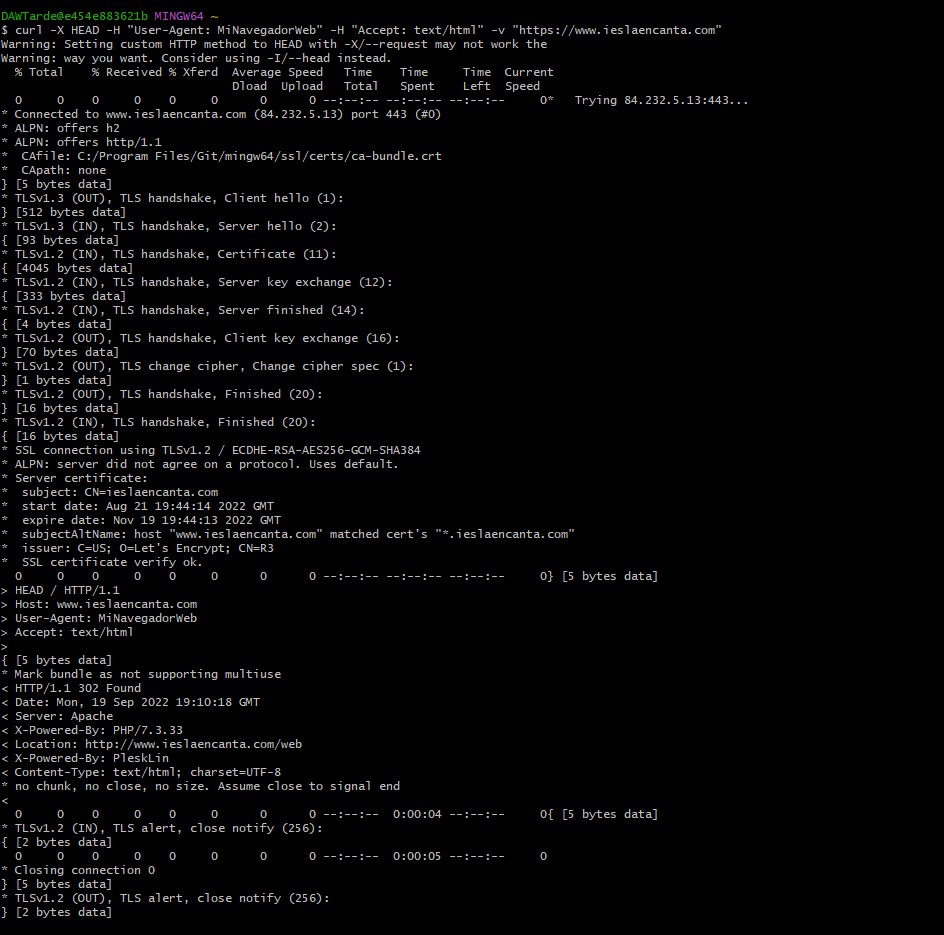 DAWTarde@e454e883621b MINGW64 ~
$ curl -X HEAD -H "User-Agent: MiNavegadorWeb" -H "Accept: text/html" -v "https://www.ieslaencanta.com"
Warning: Setting custom HTTP method to HEAD with -X/--request may not work the
Warning: way you want. Consider using -I/--head instead.
  % Total    % Received % Xferd  Average Speed   Time    Time     Time  Current
                                 Dload  Upload   Total   Spent    Left  Speed
  0     0    0     0    0     0      0      0 --:--:-- --:--:-- --:--:--     0*   Trying 84.232.5.13:443...
* Connected to www.ieslaencanta.com (84.232.5.13) port 443 (#0)
* ALPN: offers h2
* ALPN: offers http/1.1
*  CAfile: C:/Program Files/Git/mingw64/ssl/certs/ca-bundle.crt
*  CApath: none
} [5 bytes data]
* TLSv1.3 (OUT), TLS handshake, Client hello (1):
} [512 bytes data]
* TLSv1.3 (IN), TLS handshake, Server hello (2):
{ [93 bytes data]
* TLSv1.2 (IN), TLS handshake, Certificate (11):
{ [4045 bytes data]
* TLSv1.2 (IN), TLS handshake, Server key exchange (12):
{ [333 bytes data]
* TLSv1.2 (IN), TLS handshake, Server finished (14):
{ [4 bytes data]
* TLSv1.2 (OUT), TLS handshake, Client key exchange (16):
} [70 bytes data]
* TLSv1.2 (OUT), TLS change cipher, Change cipher spec (1):
} [1 bytes data]
* TLSv1.2 (OUT), TLS handshake, Finished (20):
} [16 bytes data]
* TLSv1.2 (IN), TLS handshake, Finished (20):
{ [16 bytes data]
* SSL connection using TLSv1.2 / ECDHE-RSA-AES256-GCM-SHA384
* ALPN: server did not agree on a protocol. Uses default.
* Server certificate:
*  subject: CN=ieslaencanta.com
*  start date: Aug 21 19:44:14 2022 GMT
*  expire date: Nov 19 19:44:13 2022 GMT
*  subjectAltName: host "www.ieslaencanta.com" matched cert's "*.ieslaencanta.com"
*  issuer: C=US; O=Let's Encrypt; CN=R3
*  SSL certificate verify ok.
  0     0    0     0    0     0      0      0 --:--:-- --:--:-- --:--:--     0} [5 bytes data]
> HEAD / HTTP/1.1
> Host: www.ieslaencanta.com
> User-Agent: MiNavegadorWeb
> Accept: text/html
>
{ [5 bytes data]
* Mark bundle as not supporting multiuse
< HTTP/1.1 302 Found
< Date: Mon, 19 Sep 2022 19:10:18 GMT
< Server: Apache
< X-Powered-By: PHP/7.3.33
< Location: http://www.ieslaencanta.com/web
< X-Powered-By: PleskLin
< Content-Type: text/html; charset=UTF-8
* no chunk, no close, no size. Assume close to signal end
<
  0     0    0     0    0     0      0      0 --:--:--  0:00:04 --:--:--     0{ [5 bytes data]
* TLSv1.2 (IN), TLS alert, close notify (256):
{ [2 bytes data]
  0     0    0     0    0     0      0      0 --:--:--  0:00:05 --:--:--     0
* Closing connection 0
} [5 bytes data]
* TLSv1.2 (OUT), TLS alert, close notify (256):
} [2 bytes data]